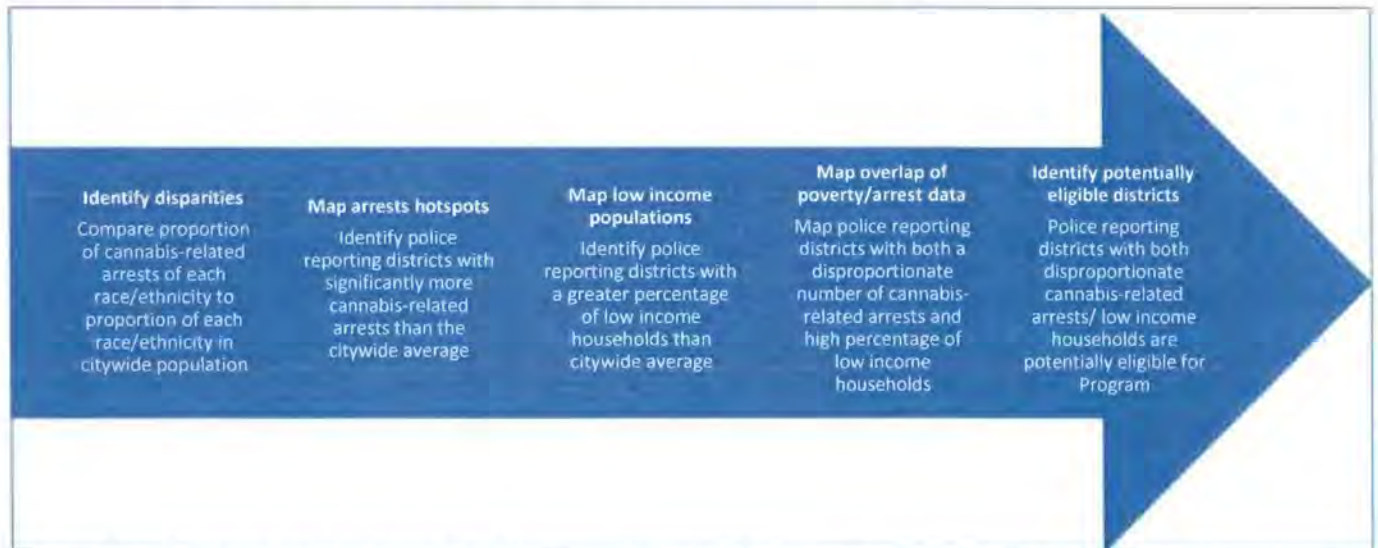 Identify disparities
Compare proportion
of cannabis-related
arrests of each
race/ethnicity to
proportion of each
race/ethnicity in
citywide population
Map arrests hotspots
Identify police
reporting districts with
significantly more
cannabis-related
arrests than the
citywide average
Map low income
populations
Identify police
reporting districts with
a greater percentage
of low income
households than
citywide average
Map overlap of
poverty/arrest data
Map police reporting
districts with both a
disproportionate
number of cannabis-
related arrests and
high percentage of
low income
households
Identify potentially
eligible districts
Police reporting
districts with both
disproportionate
cannabis-related
arrests/ low income
households are
potentially eligible for
Program